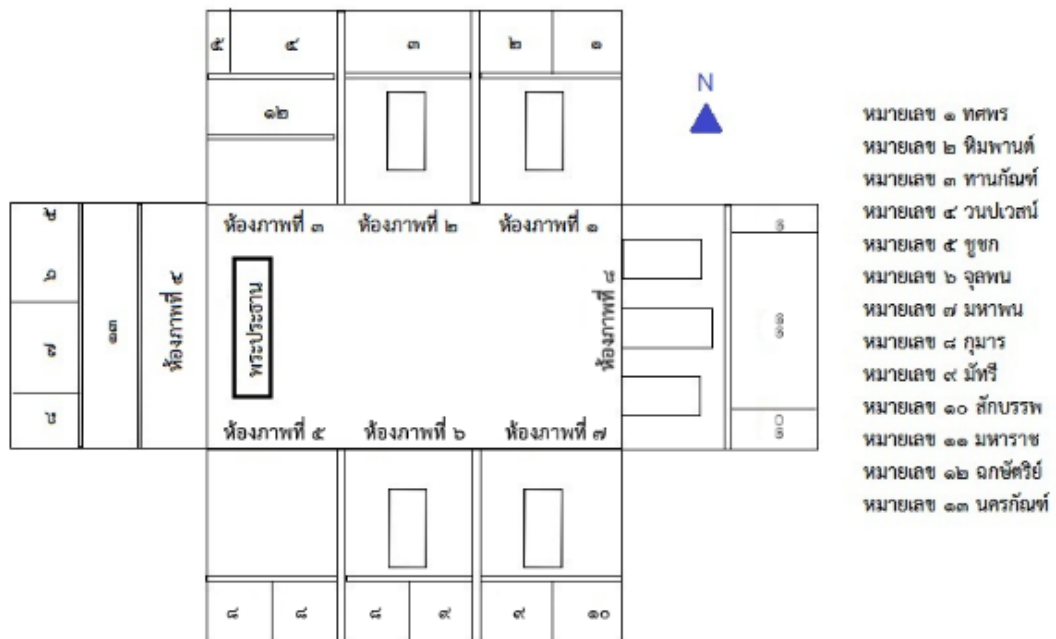 ๕ ๔ ๓ ๒ ๑
N
๑๒
ห้องภาพที่ ๓ ห้องภาพที่ ๒ ห้องภาพที่ ๑
๕
๖
๗
๘
๑๓
ห้องภาพที่ ๔
พระประธาน
ห้องภาพที่ ๘
๑
๑๑
๑๐
ห้องภาพที่ ๕ ห้องภาพที่ ๖ ห้องภาพที่ ๗
๘ ๘ ๘ ๙ ๙ ๑๐
หมายเลข ๑ ทศพร
หมายเลข ๒ หิมพานต์
หมายเลข ๓ ทานกัณฑ์
หมายเลข ๔ วนปเวสน์
หมายเลข ๕ ชูชก
หมายเลข ๖ จุลพน
หมายเลข ๗ มหาพน
หมายเลข ๘ กุมาร
หมายเลข ๙ มัทรี
หมายเลข ๑๐ สักบรรพ
หมายเลข ๑๑ มหาราช
หมายเลข ๑๒ ฉกษัตริย์
หมายเลข ๑๓ นครกัณฑ์